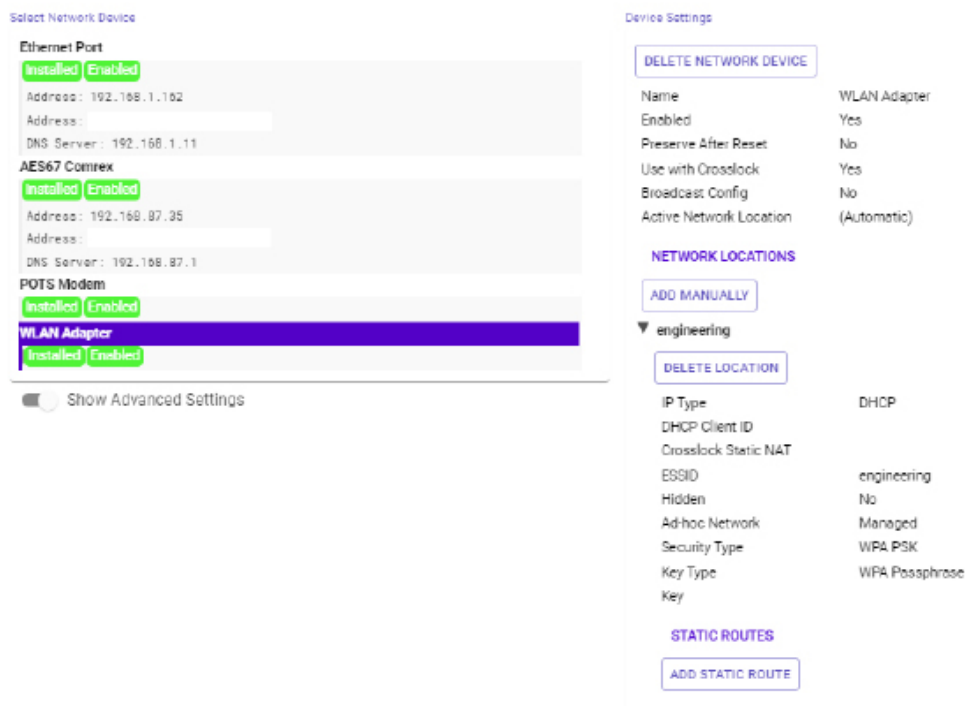 Select Network Device
Ethernet Port
Installed Enabled
Address: 192.168.1.162
Address:
DNS Server: 192.168.1.11
AES67 Comrex
Installed Enabled
Address: 192.168.87.35
Address:
DNS Server: 192.168.87.1
POTS Modem
Installed Enabled
WLAN Adapter
Installed Enabled
Show Advanced Settings
Device Settings
DELETE NETWORK DEVICE
Name WLAN Adapter
Enabled Yes
Preserve After Reset No
Use with Crosslock Yes
Broadcast Config No
Active Network Location (Automatic)
NETWORK LOCATIONS
ADD MANUALLY
engineering
DELETE LOCATION
IP Type DHCP
DHCP Client ID
Crosslock Static NAT
ESSID engineering
Hidden No
Ad-hoc Network Managed
Security Type WPA PSK
Key Type WPA Passphrase
Key
STATIC ROUTES
ADD STATIC ROUTE